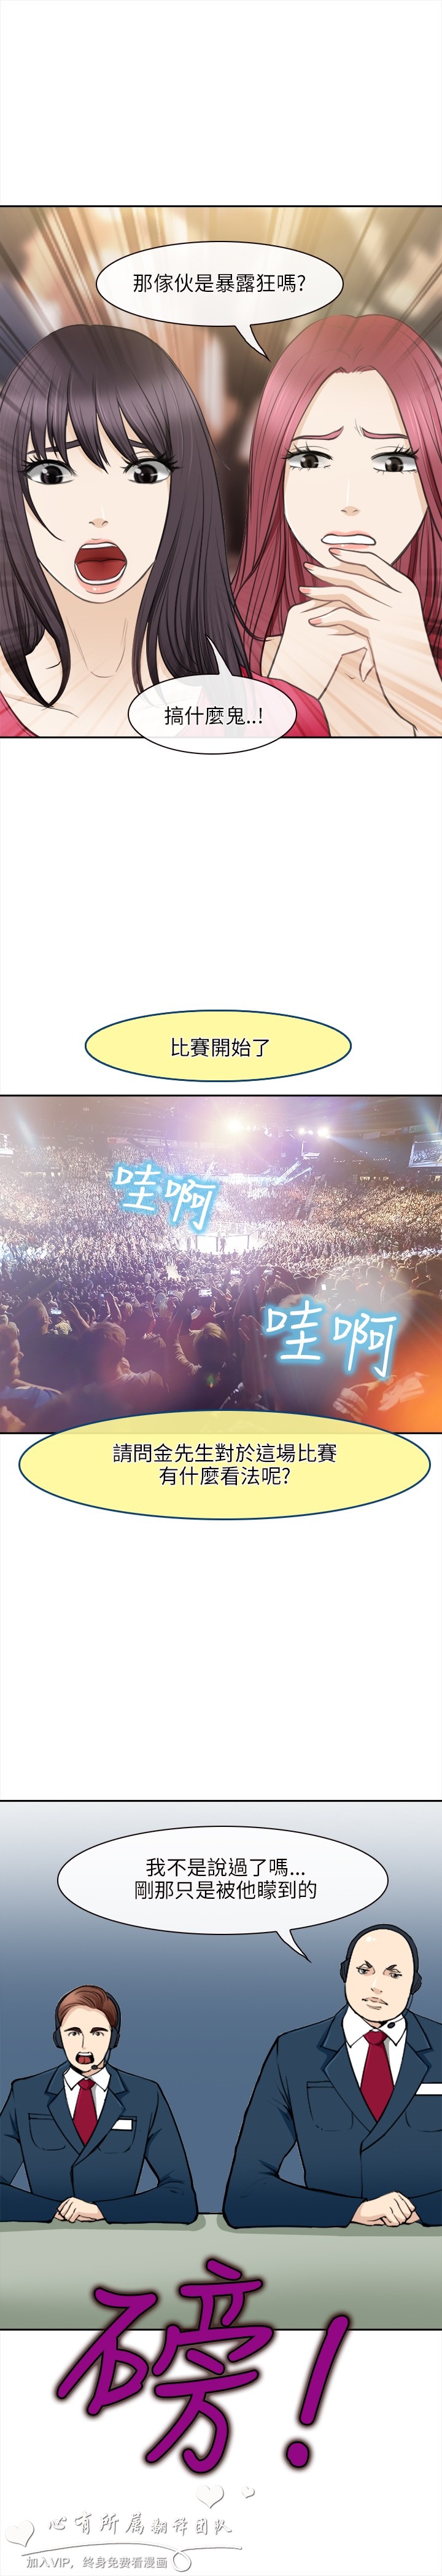 那傢伙是暴露狂嗎?
搞什麼鬼..!
比賽開始了
哇啊
哇啊
請問金先生對於這場比賽
有什麼看法呢?
我不是說過了嗎...
剛那只是被他矇到的
磅!
心有所属翻译团队
加入VIP，终身免费看漫画